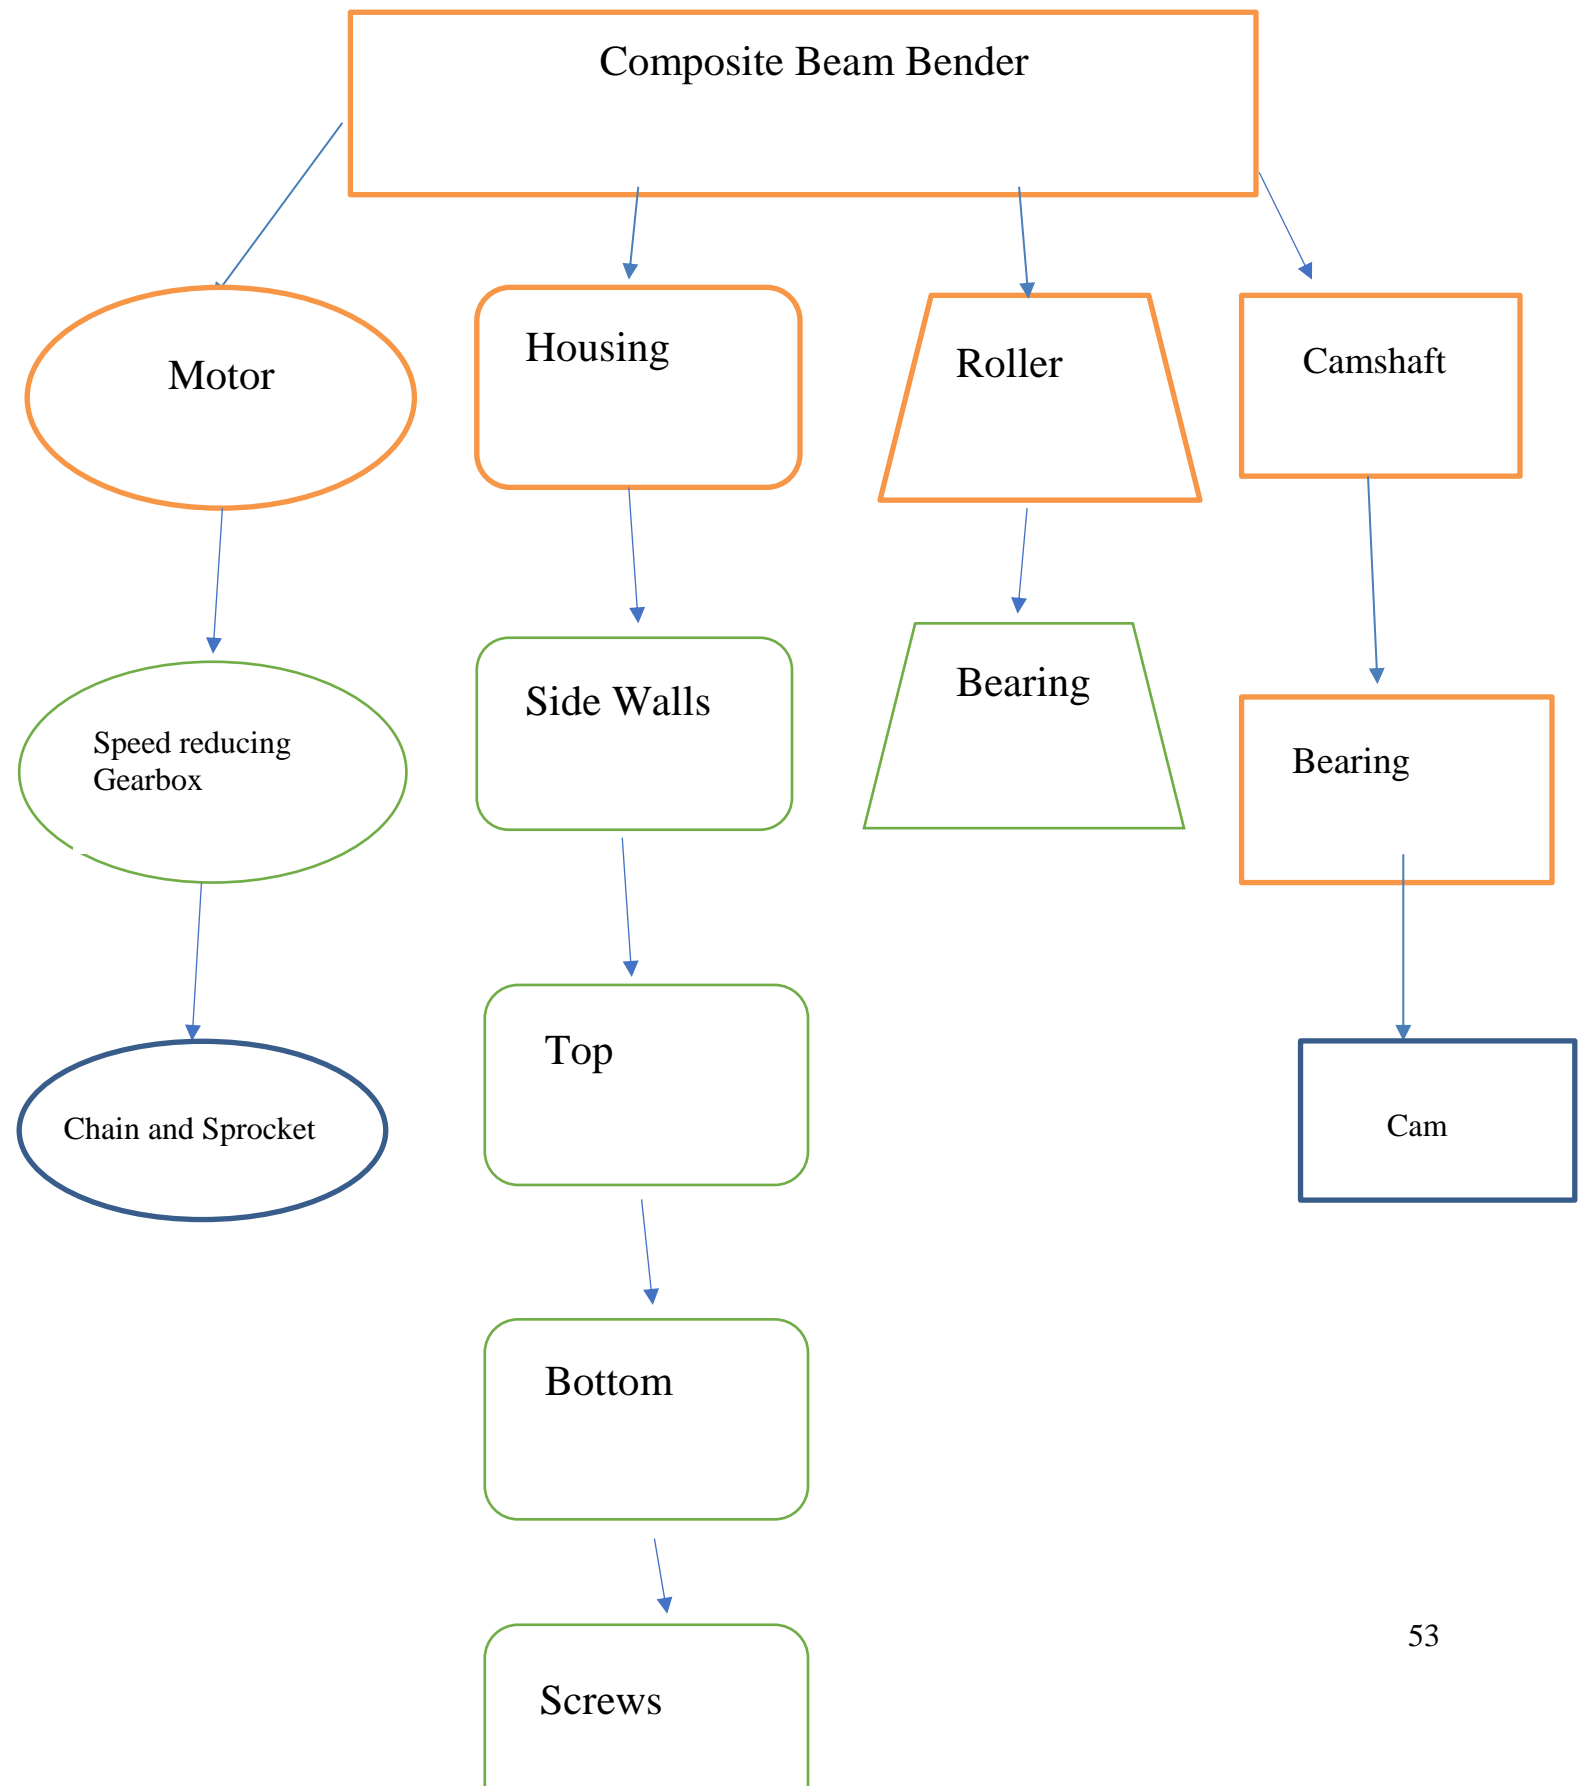 Composite Beam Bender
Motor
Housing
Roller
Camshaft
Speed reducing
Gearbox
Side Walls
Bearing
Bearing
Chain and Sprocket
Top
Cam
Bottom
Screws
53